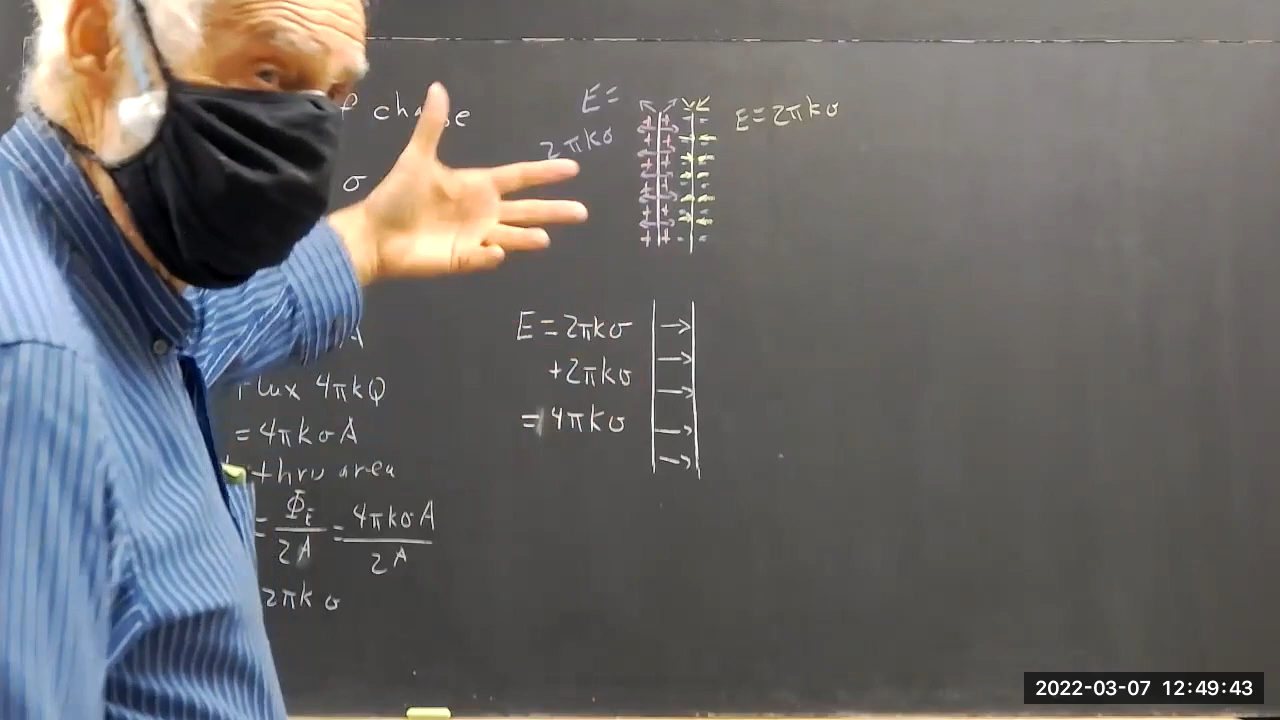 f charge
σ
A
flux 4πkQ
= 4πkσA
thru area
= Φ_E / 2A = 4πkσA / 2A
2πkσ
E =
2πkσ
E = 2πkσ
E = 2πkσ
+2πkσ
= 4πkσ
2022-03-07 12:49:43